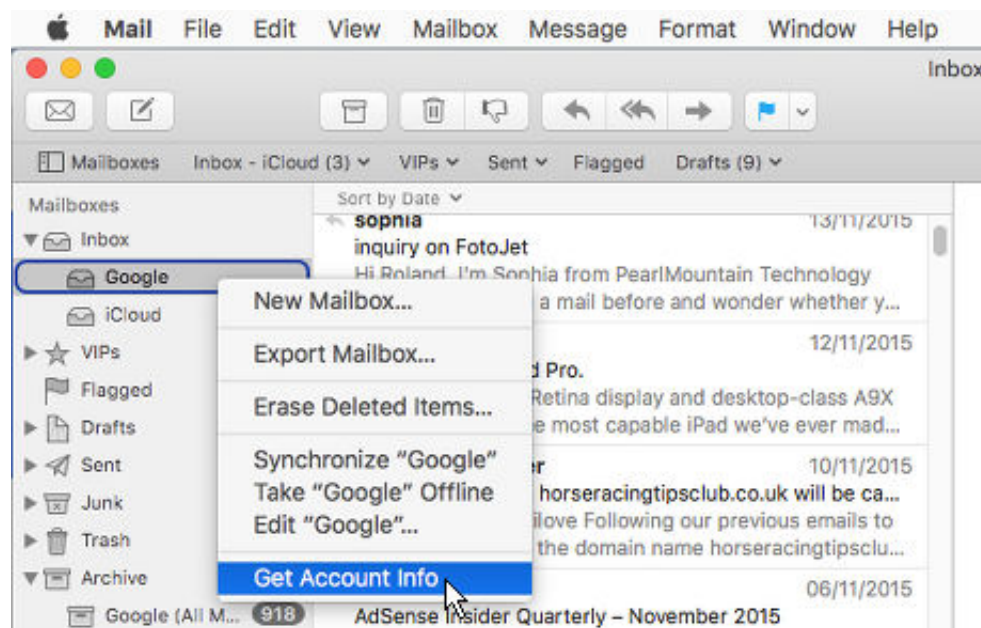 Mail File Edit View Mailbox Message Format Window Help
Inbox
Mailboxes Inbox - iCloud (3) VIPs Sent Flagged Drafts (9)
Mailboxes
Inbox
Google
iCloud
VIPs
Flagged
Drafts
Sent
Junk
Trash
Archive
Google (All M... 918
Sort by Date
sophia 13/11/2015
inquiry on FotoJet
Hi Roland, I'm Sophia from PearlMountain Technology
a mail before and wonder whether y...
12/11/2015
d Pro.
Retina display and desktop-class A9X
e most capable iPad we've ever mad...
er 10/11/2015
horseracingtipsclub.co.uk will be ca...
ilove Following our previous emails to
the domain name horseracingtipsclu...
06/11/2015
AdSense Insider Quarterly – November 2015
New Mailbox...
Export Mailbox...
Erase Deleted Items...
Synchronize “Google”
Take “Google” Offline
Edit “Google”...
Get Account Info